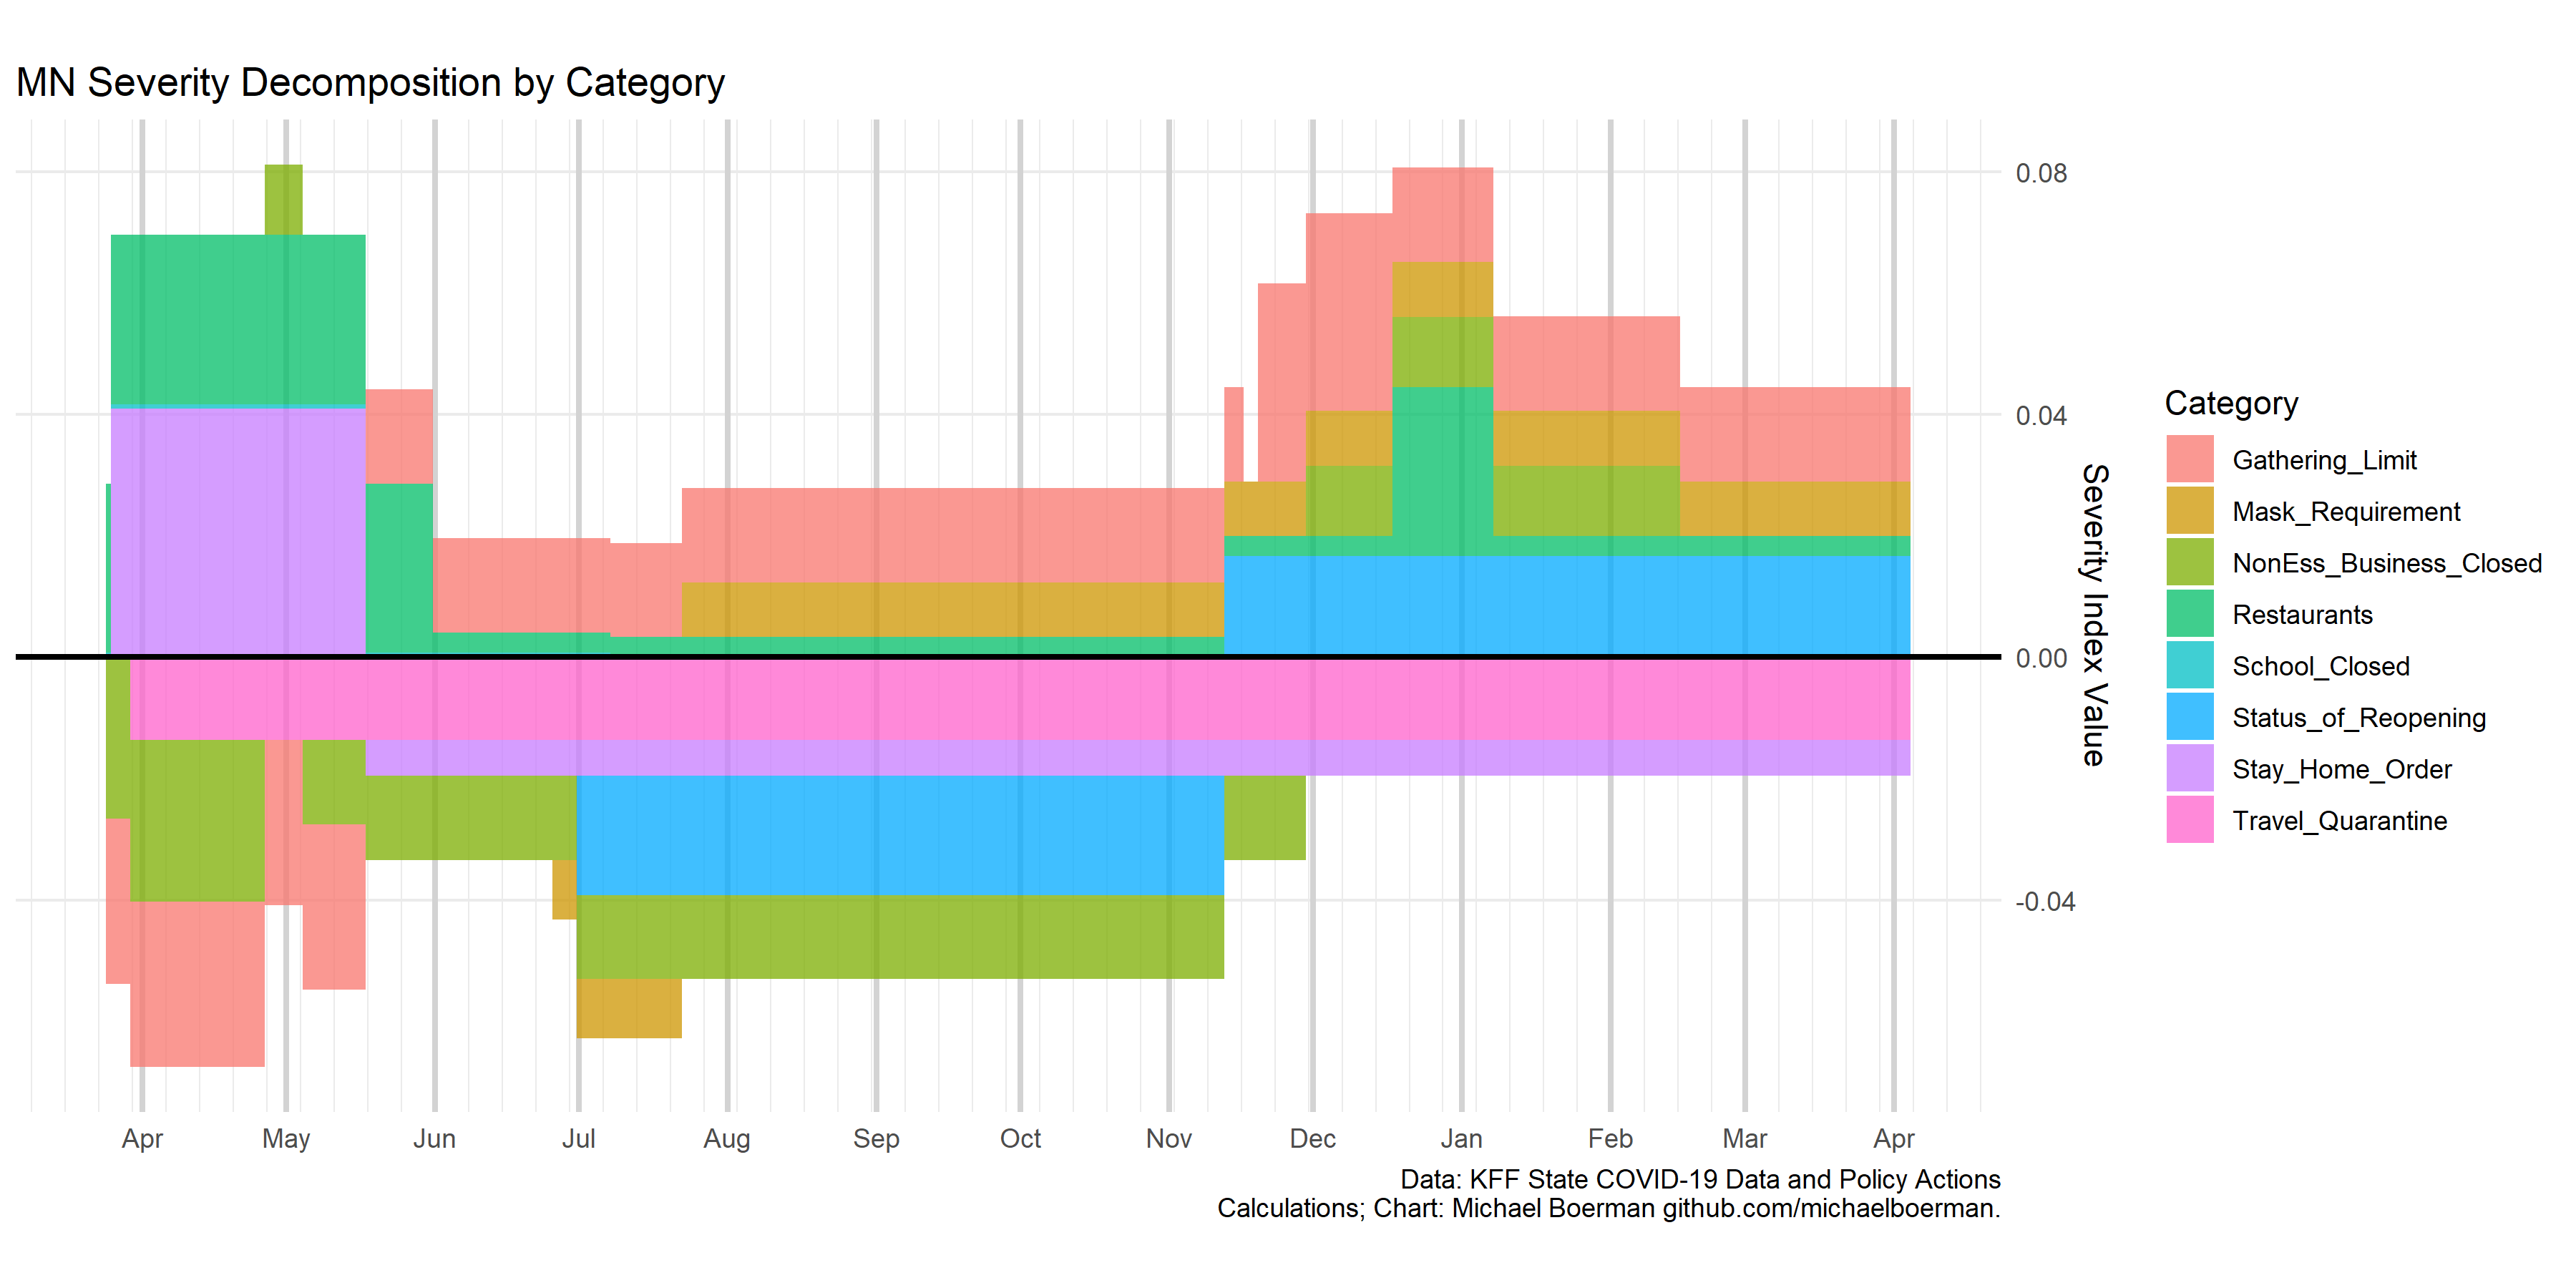 MN Severity Decomposition by Category
0.08
0.04
0.00
-0.04
Severity Index Value
Apr May Jun Jul Aug Sep Oct Nov Dec Jan Feb Mar Apr
Category
Gathering_Limit
Mask_Requirement
NonEss_Business_Closed
Restaurants
School_Closed
Status_of_Reopening
Stay_Home_Order
Travel_Quarantine
Data: KFF State COVID-19 Data and Policy Actions
Calculations; Chart: Michael Boerman github.com/michaelboerman.